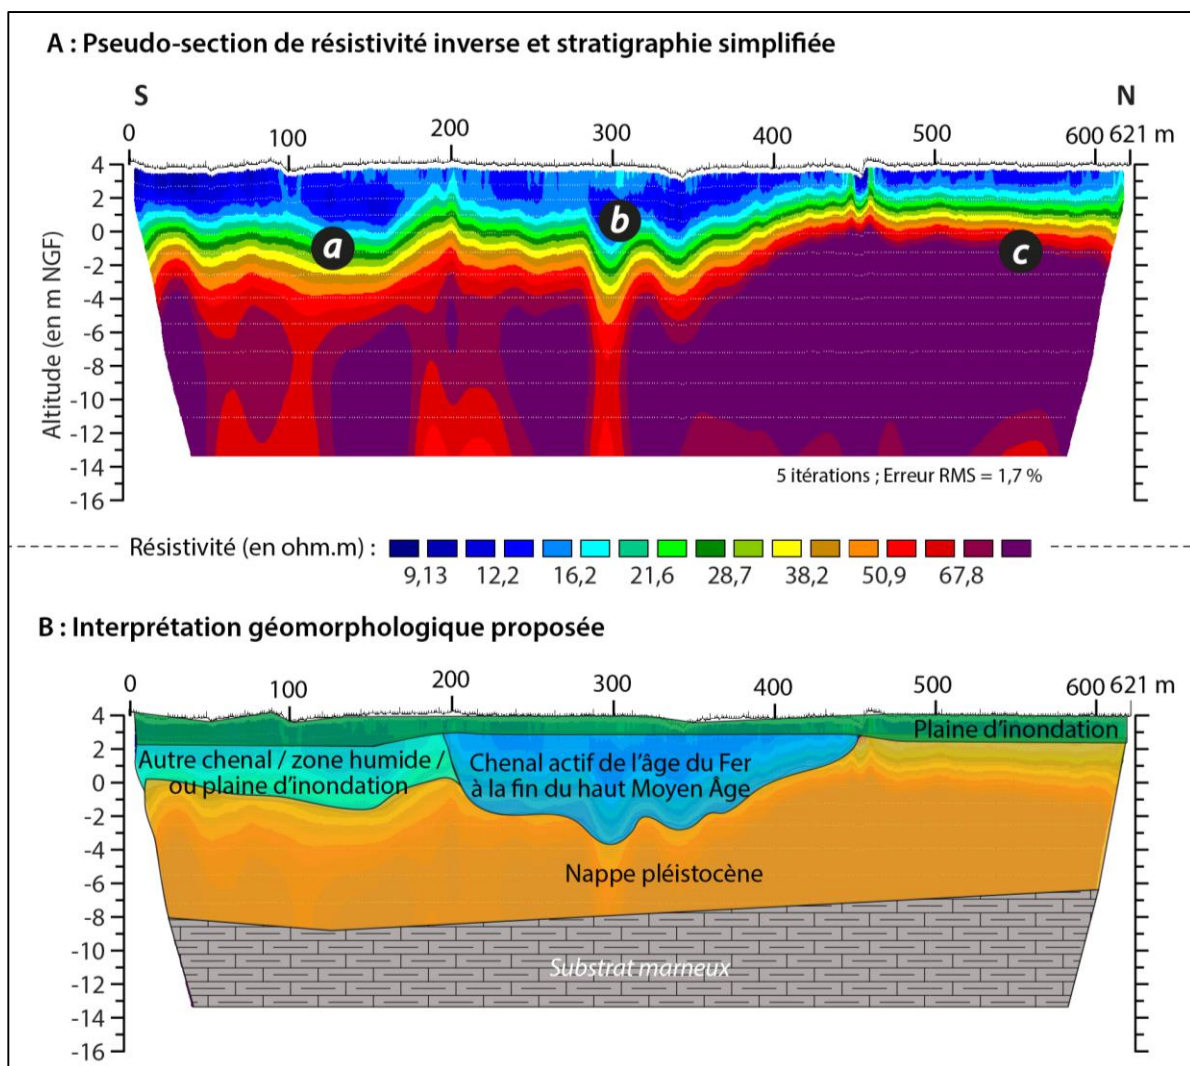 A : Pseudo-section de résistivité inverse et stratigraphie simplifiée
S N
0 100 200 300 400 500 600 621 m
4
2
0
-2
-4
-6
-8
-10
-12
-14
-16
Altitude (en m NGF)
a
b
c
5 itérations ; Erreur RMS = 1,7 %
Résistivité (en ohm.m) :
9,13 12,2 16,2 21,6 28,7 38,2 50,9 67,8
B : Interprétation géomorphologique proposée
0 100 200 300 400 500 600 621 m
4
2
0
-2
-4
-6
-8
-10
-12
-14
-16
Plaine d'inondation
Autre chenal / zone humide /
ou plaine d'inondation
Chenal actif de l'âge du Fer
à la fin du haut Moyen Âge
Nappe pléistocène
Substrat marneux